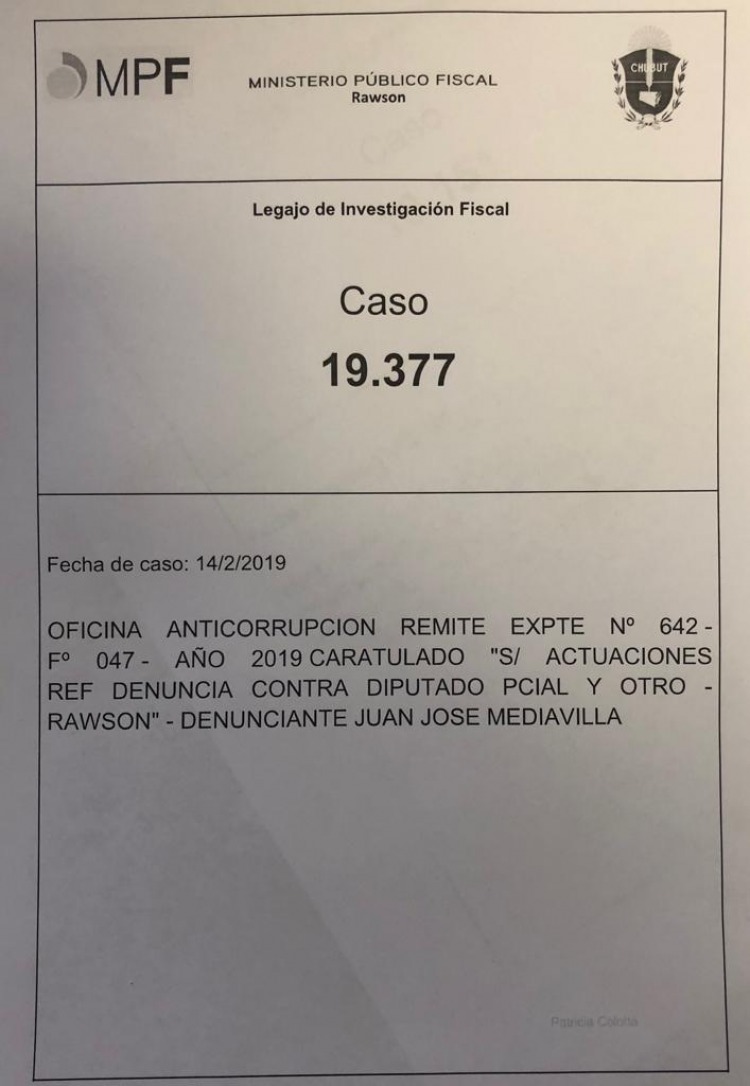 MPF
MINISTERIO PÚBLICO FISCAL
Rawson
CHUBUT
Legajo de Investigación Fiscal
Caso
19.377
Fecha de caso: 14/2/2019
OFICINA ANTICORRUPCION REMITE EXPTE Nº 642 -
Fº 047 - AÑO 2019 CARATULADO "S/ ACTUACIONES
REF DENUNCIA CONTRA DIPUTADO PCIAL Y OTRO -
RAWSON" - DENUNCIANTE JUAN JOSE MEDIAVILLA
Patricia